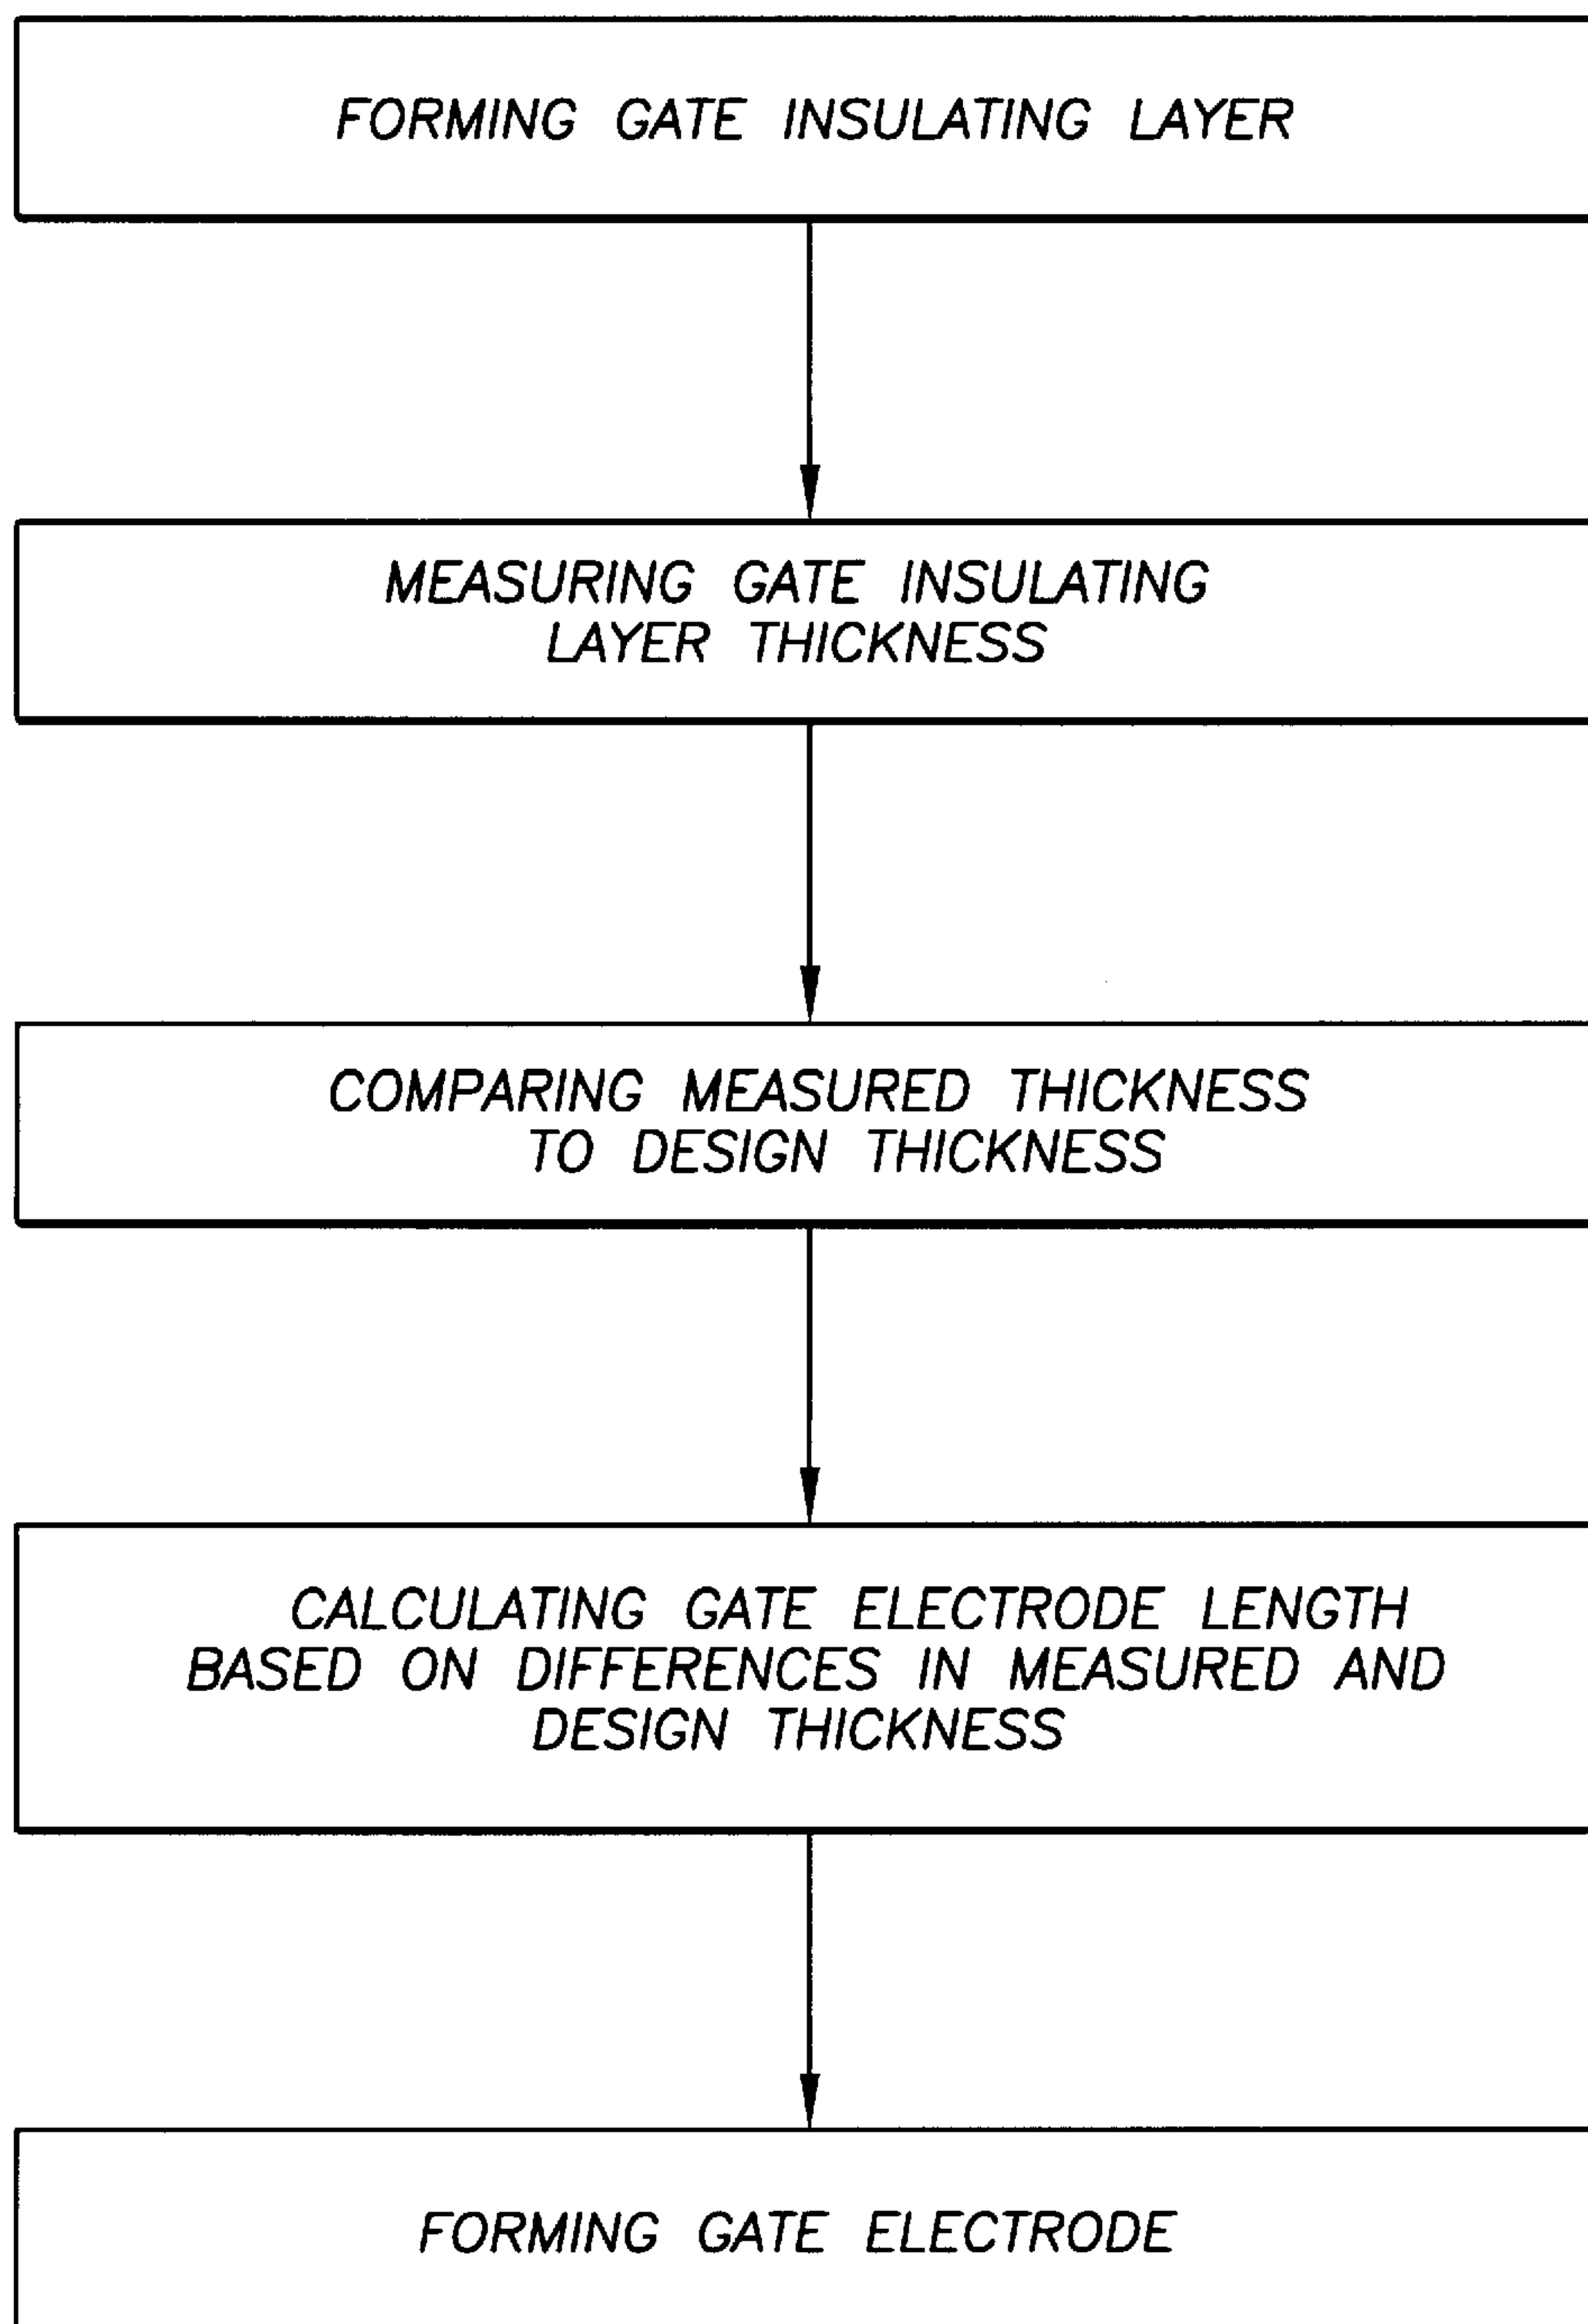 FORMING GATE INSULATING LAYER
MEASURING GATE INSULATING
LAYER THICKNESS
COMPARING MEASURED THICKNESS
TO DESIGN THICKNESS
CALCULATING GATE ELECTRODE LENGTH
BASED ON DIFFERENCES IN MEASURED AND
DESIGN THICKNESS
FORMING GATE ELECTRODE